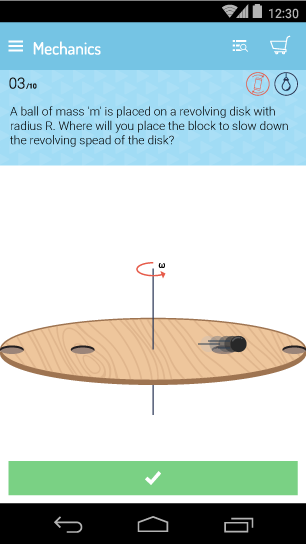 12:30
Mechanics
03/10
A ball of mass 'm' is placed on a revolving disk with
radius R. Where will you place the block to slow down
the revolving spead of the disk?
ω